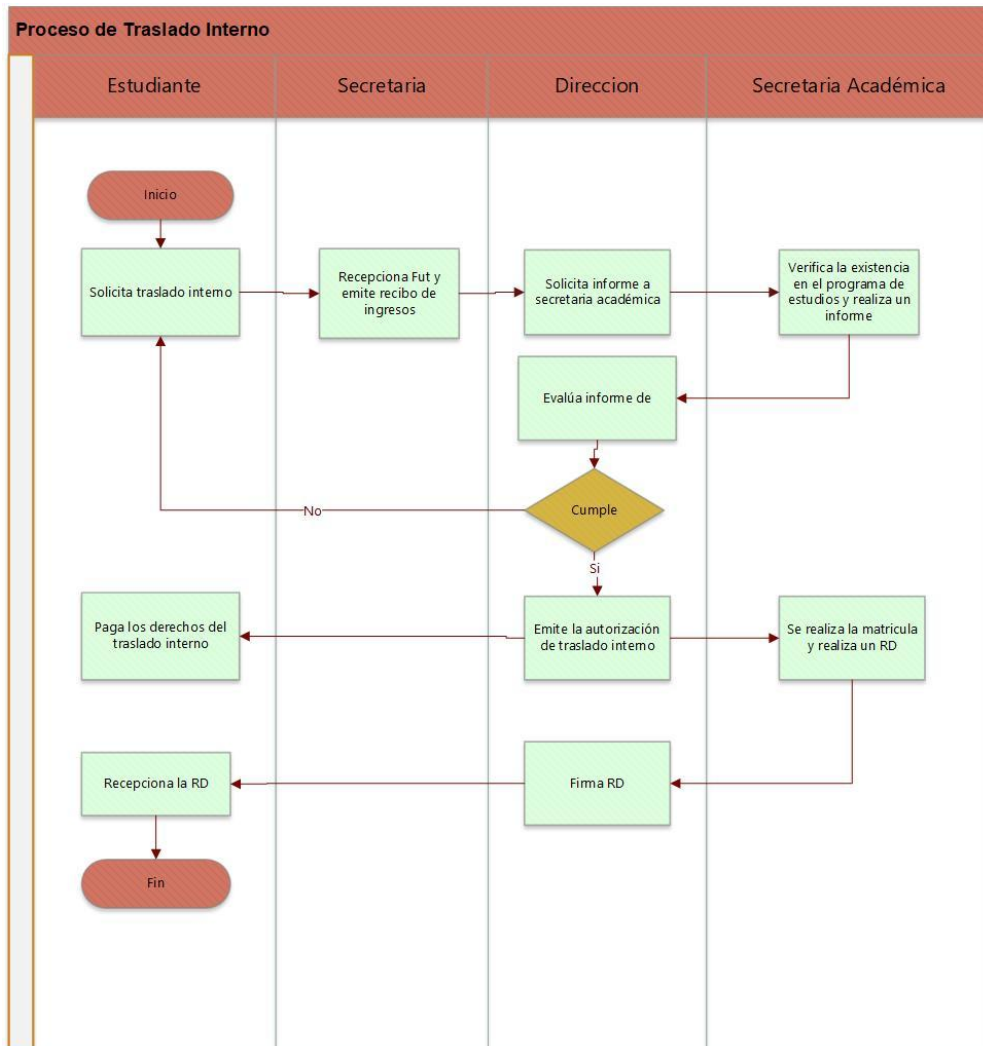 Proceso de Traslado Interno
Estudiante
Secretaria
Direccion
Secretaria Académica
Inicio
Solicita traslado interno
Recepciona Fut y
emite recibo de
ingresos
Solicita informe a
secretaria académica
Verifica la existencia
en el programa de
estudios y realiza un
informe
Evalúa informe de
Cumple
No
Si
Paga los derechos del
traslado interno
Emite la autorización
de traslado interno
Se realiza la matricula
y realiza un RD
Recepciona la RD
Firma RD
Fin